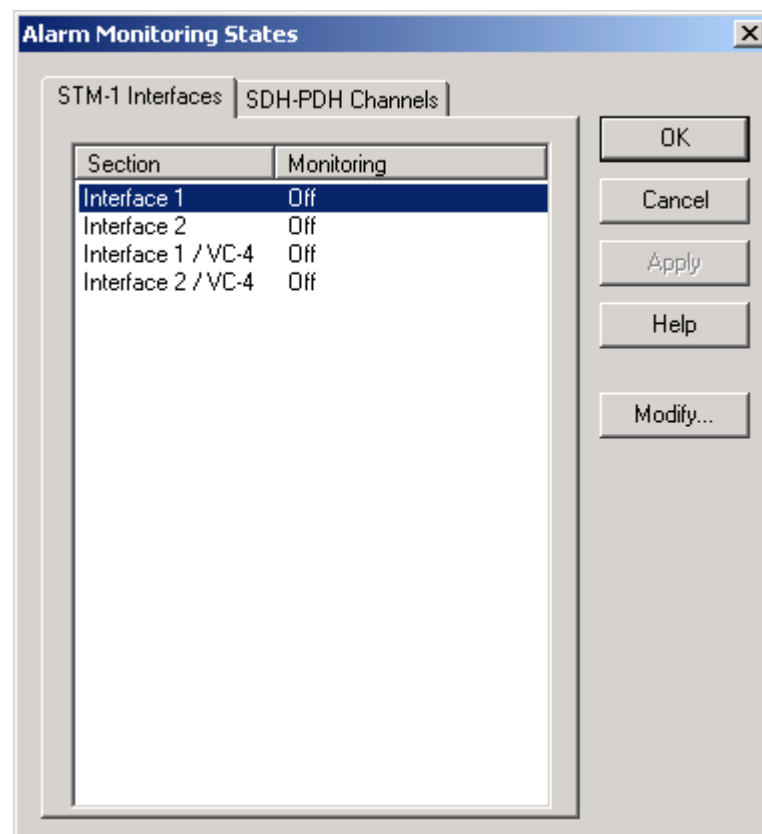 Alarm Monitoring States
STM-1 Interfaces SDH-PDH Channels
OK
Section Monitoring
Interface 1 Off
Cancel
Interface 2 Off
Interface 1 / VC-4 Off
Apply
Interface 2 / VC-4 Off
Help
Modify...